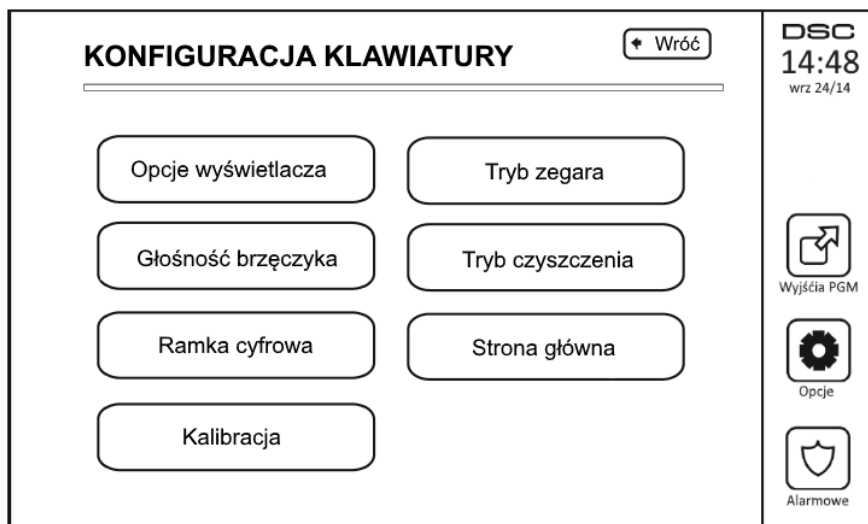 KONFIGURACJA KLAWIATURY
Wróć
Opcje wyświetlacza
Tryb zegara
Głośność brzęczyka
Tryb czyszczenia
Ramka cyfrowa
Strona główna
Kalibracja
DSC
14:48
wrz 24/14
Wyjśćia PGM
Opcje
Alarmowe